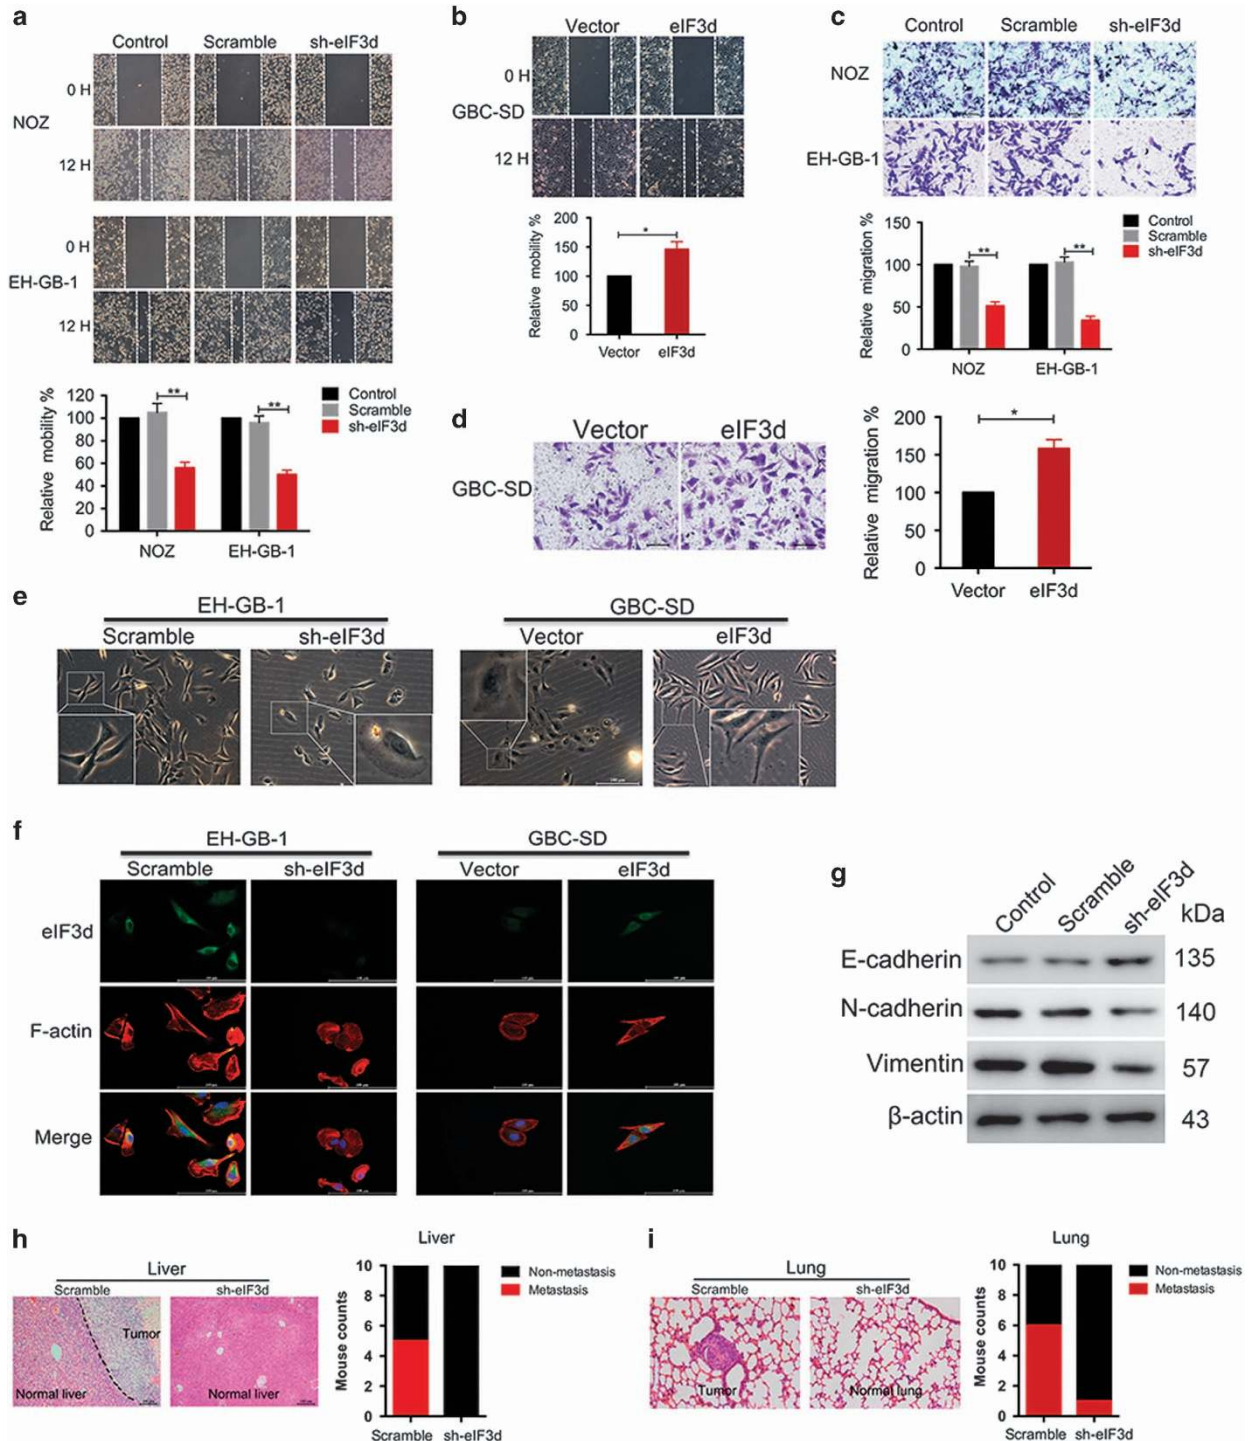 a
Control Scramble sh-eIF3d
0 H
NOZ
12 H
0 H
EH-GB-1
12 H
Relative mobility %
120
100
80
60
40
20
0
** **
NOZ EH-GB-1
Control
Scramble
sh-eIF3d
b
Vector eIF3d
0 H
GBC-SD
12 H
Relative mobility %
200
150
100
50
0
*
Vector eIF3d
c
Control Scramble sh-eIF3d
NOZ
EH-GB-1
Relative migration %
150
100
50
0
** **
NOZ EH-GB-1
Control
Scramble
sh-eIF3d
d
Vector eIF3d
GBC-SD
Relative migration %
200
150
100
50
0
*
Vector eIF3d
e
EH-GB-1 GBC-SD
Scramble sh-eIF3d Vector eIF3d
f
EH-GB-1 GBC-SD
Scramble sh-eIF3d Vector eIF3d
eIF3d
F-actin
Merge
g
Control Scramble sh-eIF3d kDa
E-cadherin 135
N-cadherin 140
Vimentin 57
β-actin 43
h
Liver
Scramble sh-eIF3d
Tumor
Normal liver Normal liver
Liver
Mouse counts
10
8
6
4
2
0
Scramble sh-eIF3d
Non-metastasis
Metastasis
i
Lung
Scramble sh-eIF3d
Tumor Normal lung
Lung
Mouse counts
10
8
6
4
2
0
Scramble sh-eIF3d
Non-metastasis
Metastasis